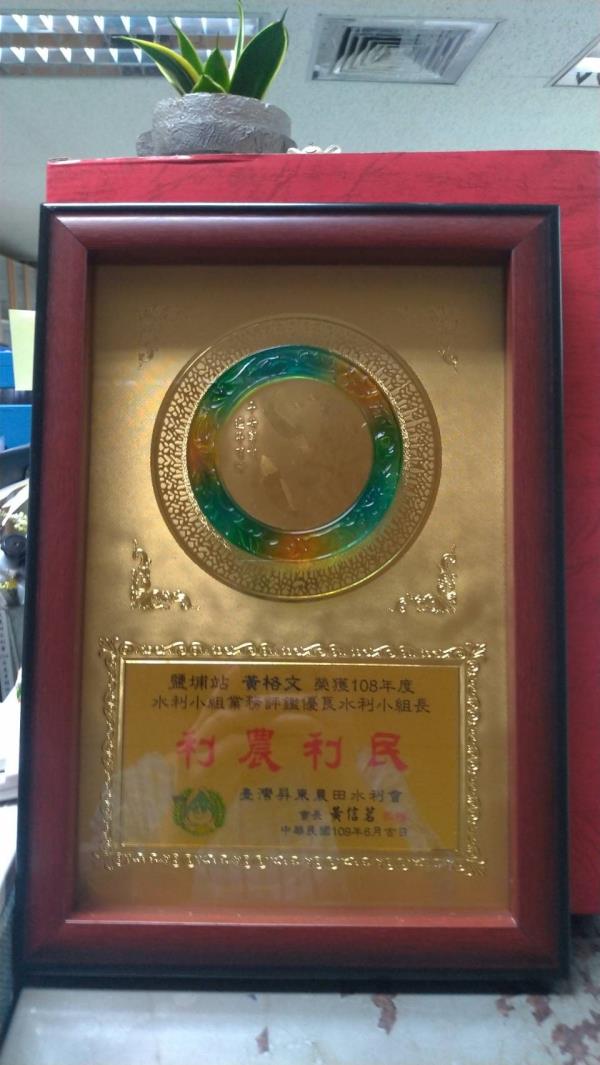 鹽埔站 黃格文 榮獲108年度
水利小組業務評鑑優良水利小組長
利農利民
臺灣屏東農田水利會
會長 黃信茗
中華民國109年6月吉日